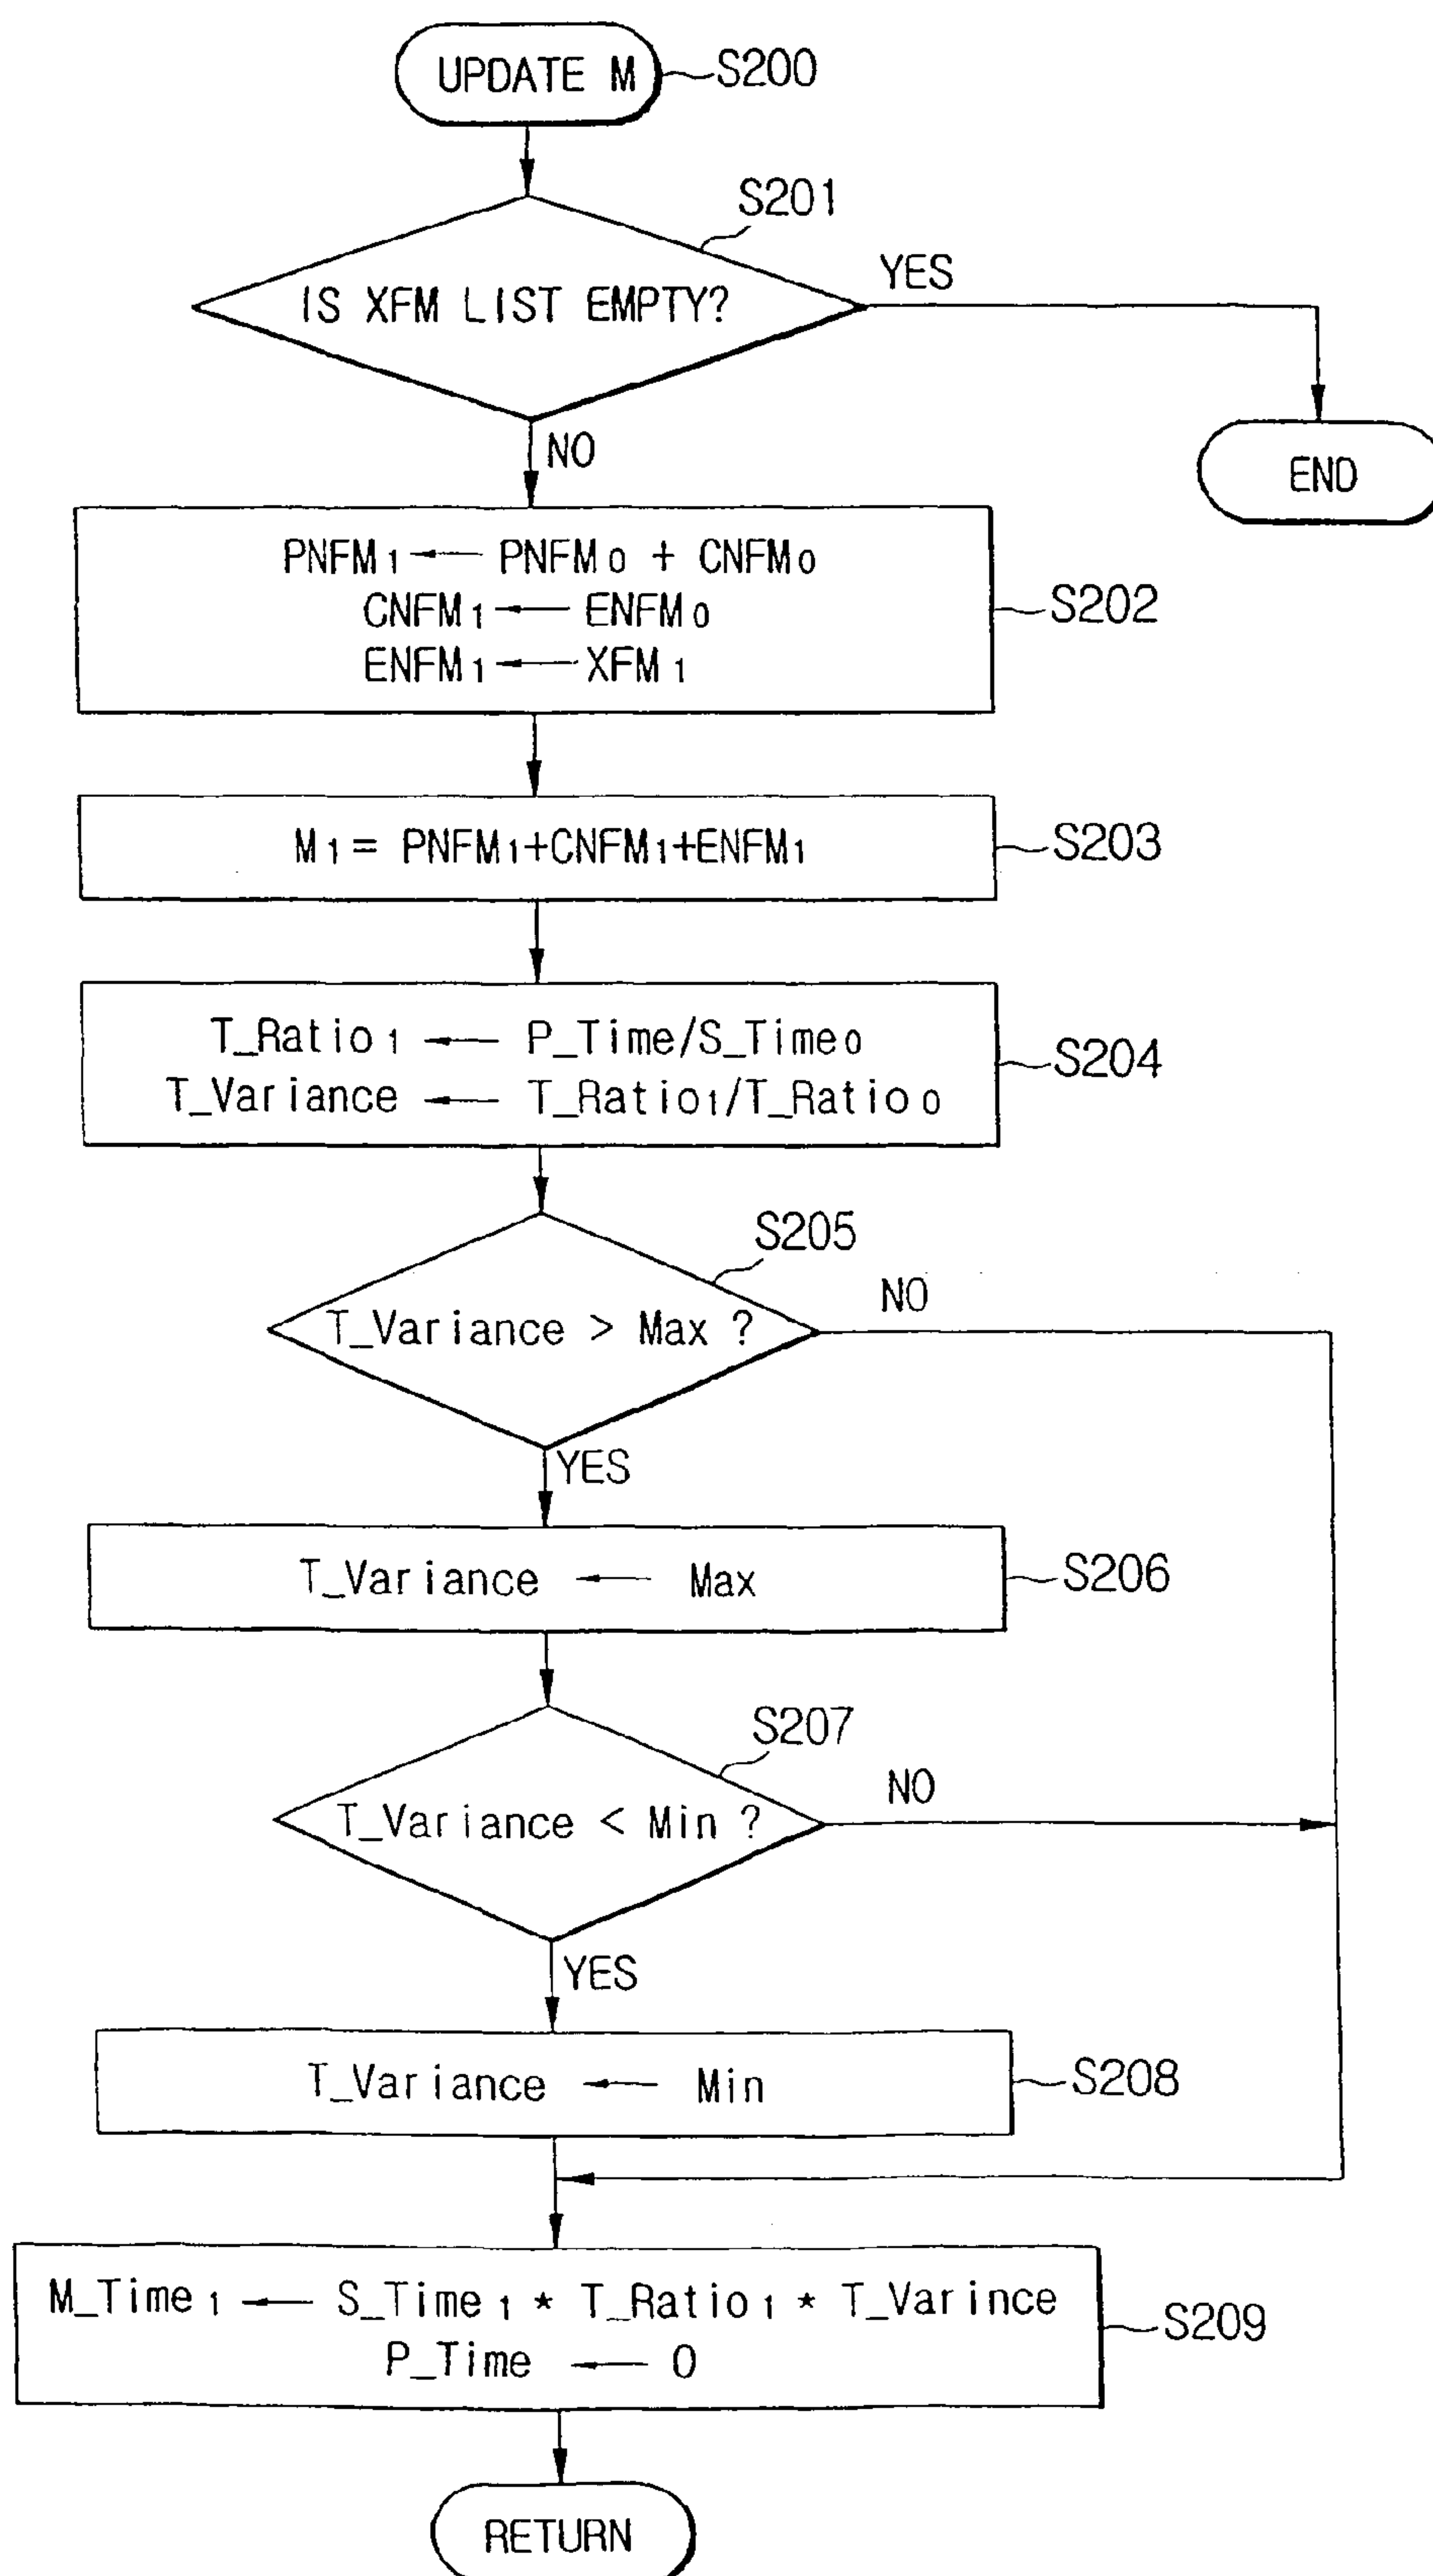 UPDATE M
S200
S201
IS XFM LIST EMPTY?
YES
NO
END
PNFM₁ ← PNFM₀ + CNFM₀
CNFM₁ ← ENFM₀
ENFM₁ ← XFM₁
S202
M₁ = PNFM₁+CNFM₁+ENFM₁
S203
T_Ratio₁ ← P_Time/S_Time₀
T_Variance ← T_Ratio₁/T_Ratio₀
S204
S205
T_Variance > Max ?
NO
YES
T_Variance ← Max
S206
S207
T_Variance < Min ?
NO
YES
T_Variance ← Min
S208
M_Time₁ ← S_Time₁ * T_Ratio₁ * T_Varince
P_Time ← 0
S209
RETURN